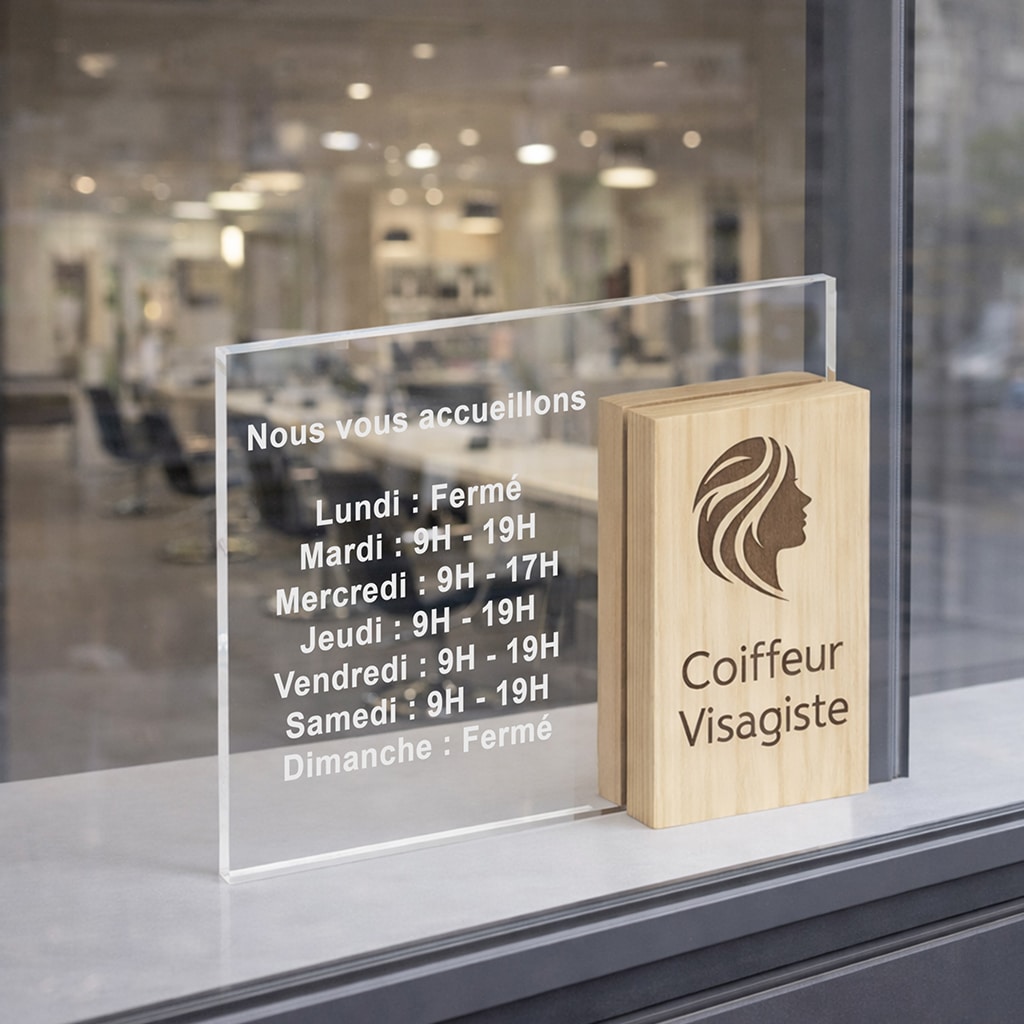 Nous vous accueillons
Lundi : Fermé
Mardi : 9H - 19H
Mercredi : 9H - 17H
Jeudi : 9H - 19H
Vendredi : 9H - 19H
Samedi : 9H - 19H
Dimanche : Fermé
Coiffeur
Visagiste